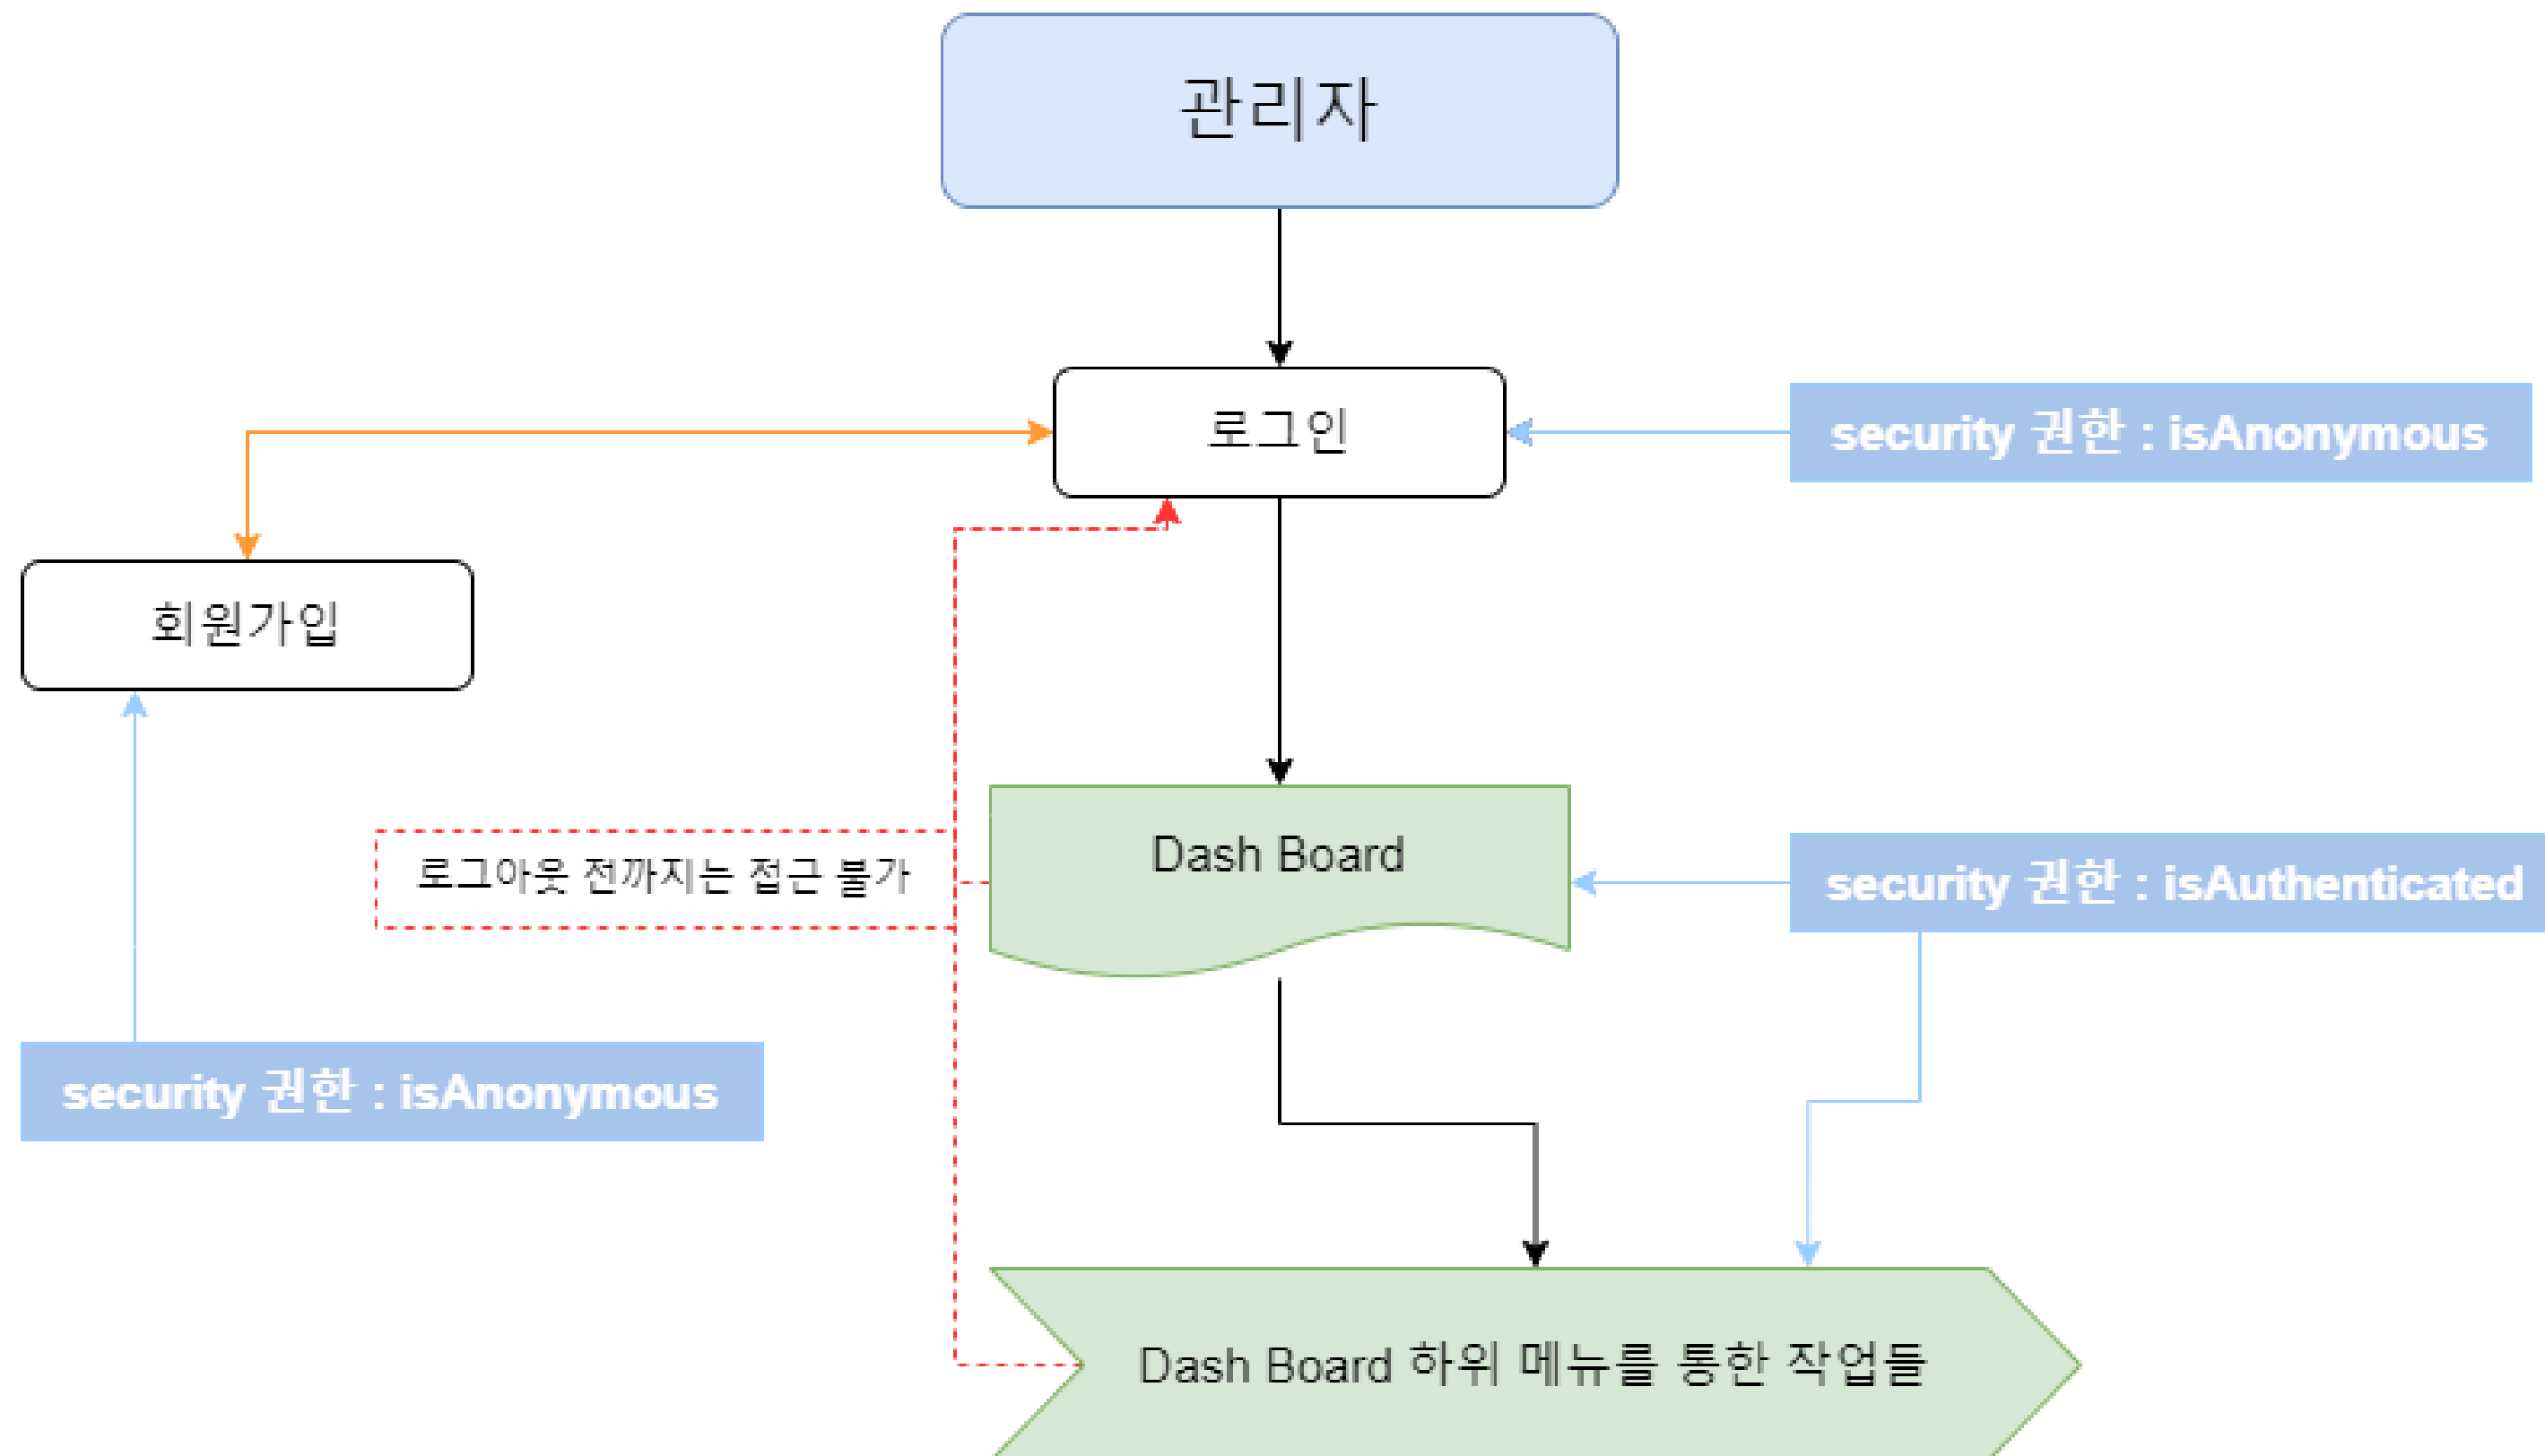 관리자
로그인
security 권한 : isAnonymous
회원가입
Dash Board
로그아웃 전까지는 접근 불가
security 권한 : isAuthenticated
security 권한 : isAnonymous
Dash Board 하위 메뉴를 통한 작업들